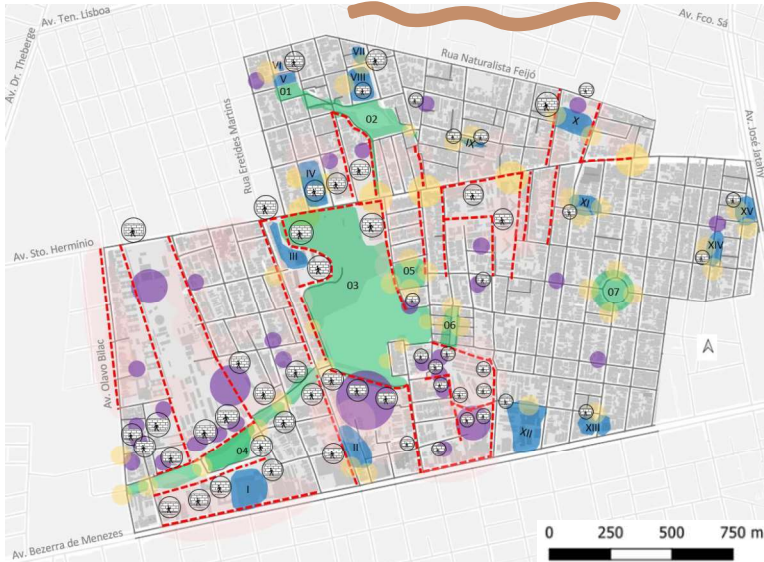 Av. Ten. Lisboa
Av. Fco. Sá
Av. Dr. Theberge
Rua Naturalista Feijó
Av. José Jatahy
Rua Eretides Martins
VI
V
VII
VIII
01
02
IX
X
IV
XI
XV
XIV
Av. Sto. Hermínio
III
03
05
06
07
Av. Olavo Bilac
04
I
II
XII
XIII
Av. Bezerra de Menezes
0 250 500 750 m